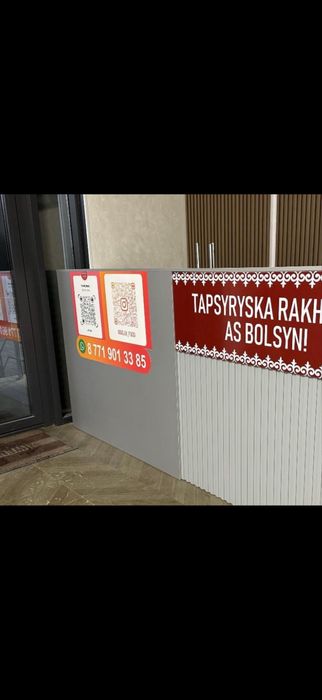 8 771 901 33 85
TAPSYRYSKA RAKH
AS BOLSYN!